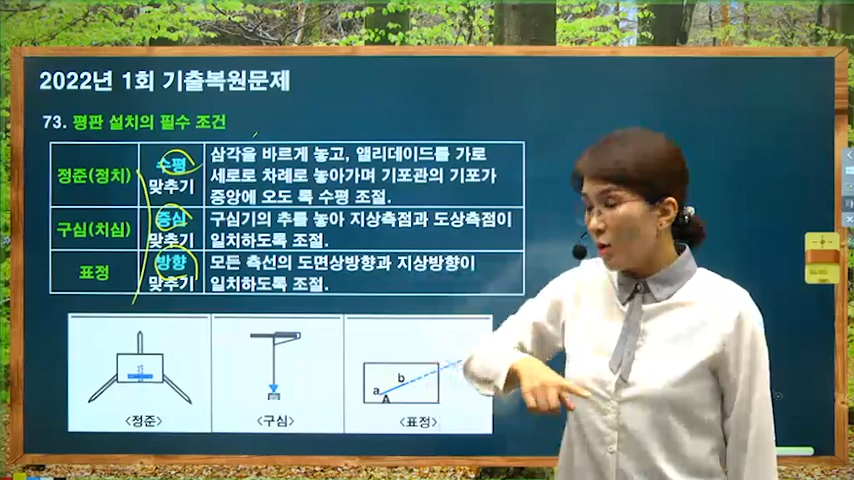 2022년 1회 기출복원문제
73. 평판 설치의 필수 조건
정준(정치)
수평
맞추기
삼각을 바르게 놓고, 앨리데이드를 가로
세로로 차례로 놓아가며 기포관의 기포가
중앙에 오도 록 수평 조절.
구심(치심)
중심
맞추기
구심기의 추를 놓아 지상측점과 도상측점이
일치하도록 조절.
표정
방향
맞추기
모든 측선의 도면상방향과 지상방향이
일치하도록 조절.
b
a
A
<정준>
<구심>
<표정>